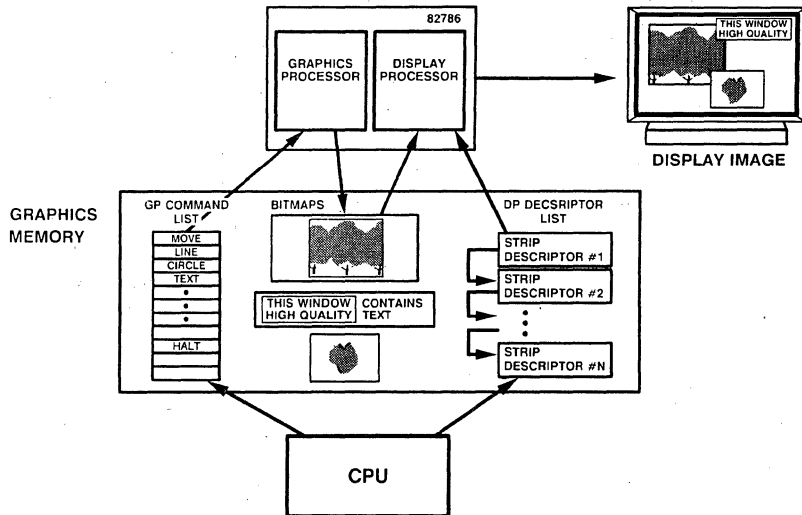 82786
GRAPHICS
PROCESSOR
DISPLAY
PROCESSOR
THIS WINDOW
HIGH QUALITY
DISPLAY IMAGE
GRAPHICS
MEMORY
GP COMMAND
LIST
MOVE
LINE
CIRCLE
TEXT
HALT
BITMAPS
THIS WINDOW
HIGH QUALITY
CONTAINS
TEXT
DP DECSRIPTOR
LIST
STRIP
DESCRIPTOR #1
STRIP
DESCRIPTOR #2
STRIP
DESCRIPTOR #N
CPU